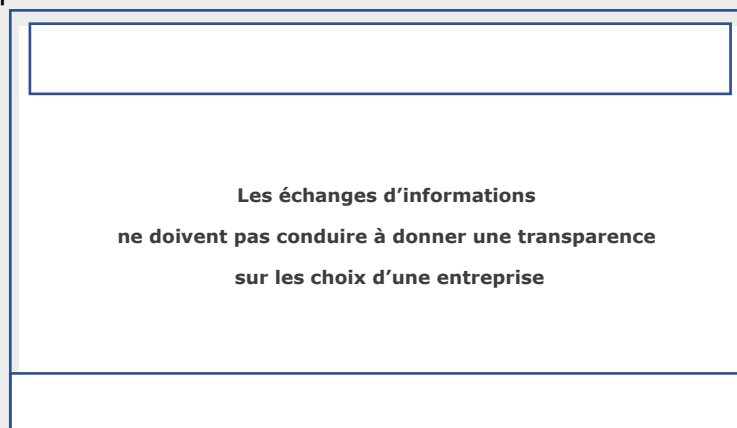 Les échanges d’informations
ne doivent pas conduire à donner une transparence
sur les choix d’une entreprise